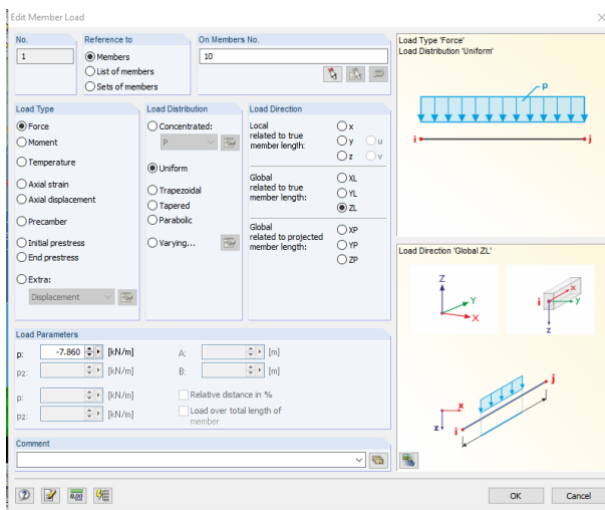 Edit Member Load
No.
1
Reference to
Members
List of members
Sets of members
On Members No.
10
Load Type
Force
Moment
Temperature
Axial strain
Axial displacement
Precamber
Initial prestress
End prestress
Extra:
Displacement
Load Distribution
Concentrated:
P
Uniform
Trapezoidal
Tapered
Parabolic
Varying...
Load Direction
Local
related to true
member length:
x
y
u
z
v
Global
related to true
member length:
XL
YL
ZL
Global
related to projected
member length:
XP
YP
ZP
Load Parameters
p: -7.860 [kN/m]
p2: [kN/m]
p: [kN/m]
p2: [kN/m]
A: [m]
B: [m]
Relative distance in %
Load over total length of
member
Comment
Load Type 'Force'
Load Distribution 'Uniform'
p
i
j
Load Direction 'Global ZL'
Z
Y
X
x
i
y
z
x
z
j
i
0.00
OK
Cancel